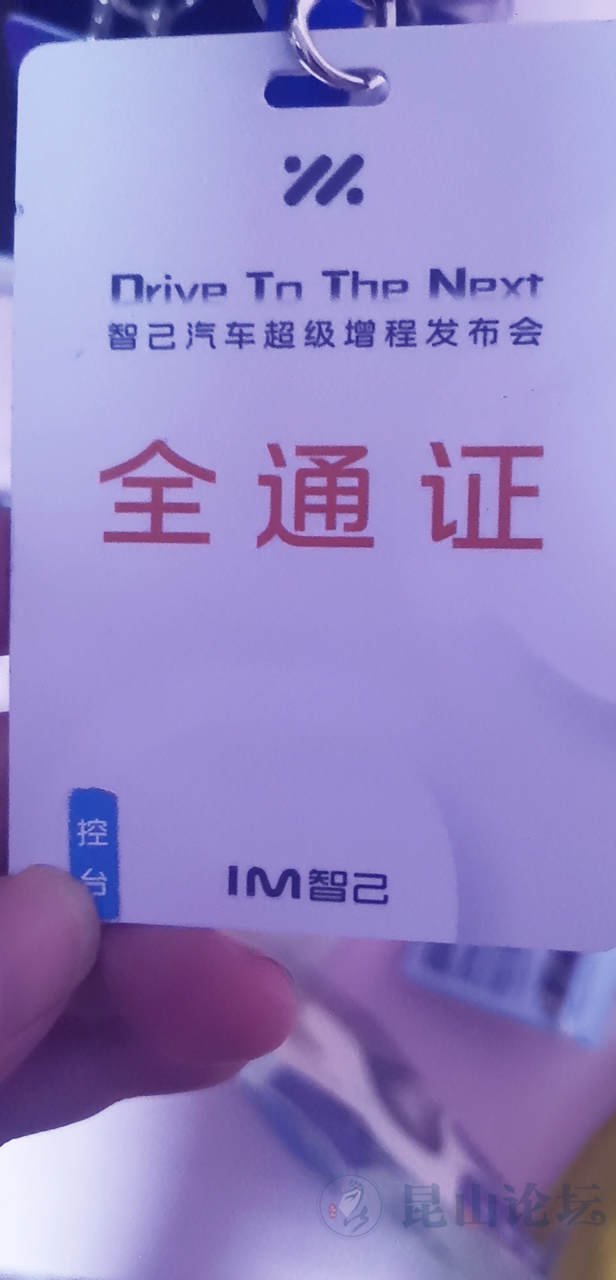 Drive To The Next
智己汽车超级增程发布会
全通证
控
台
IM智己
昆山论坛